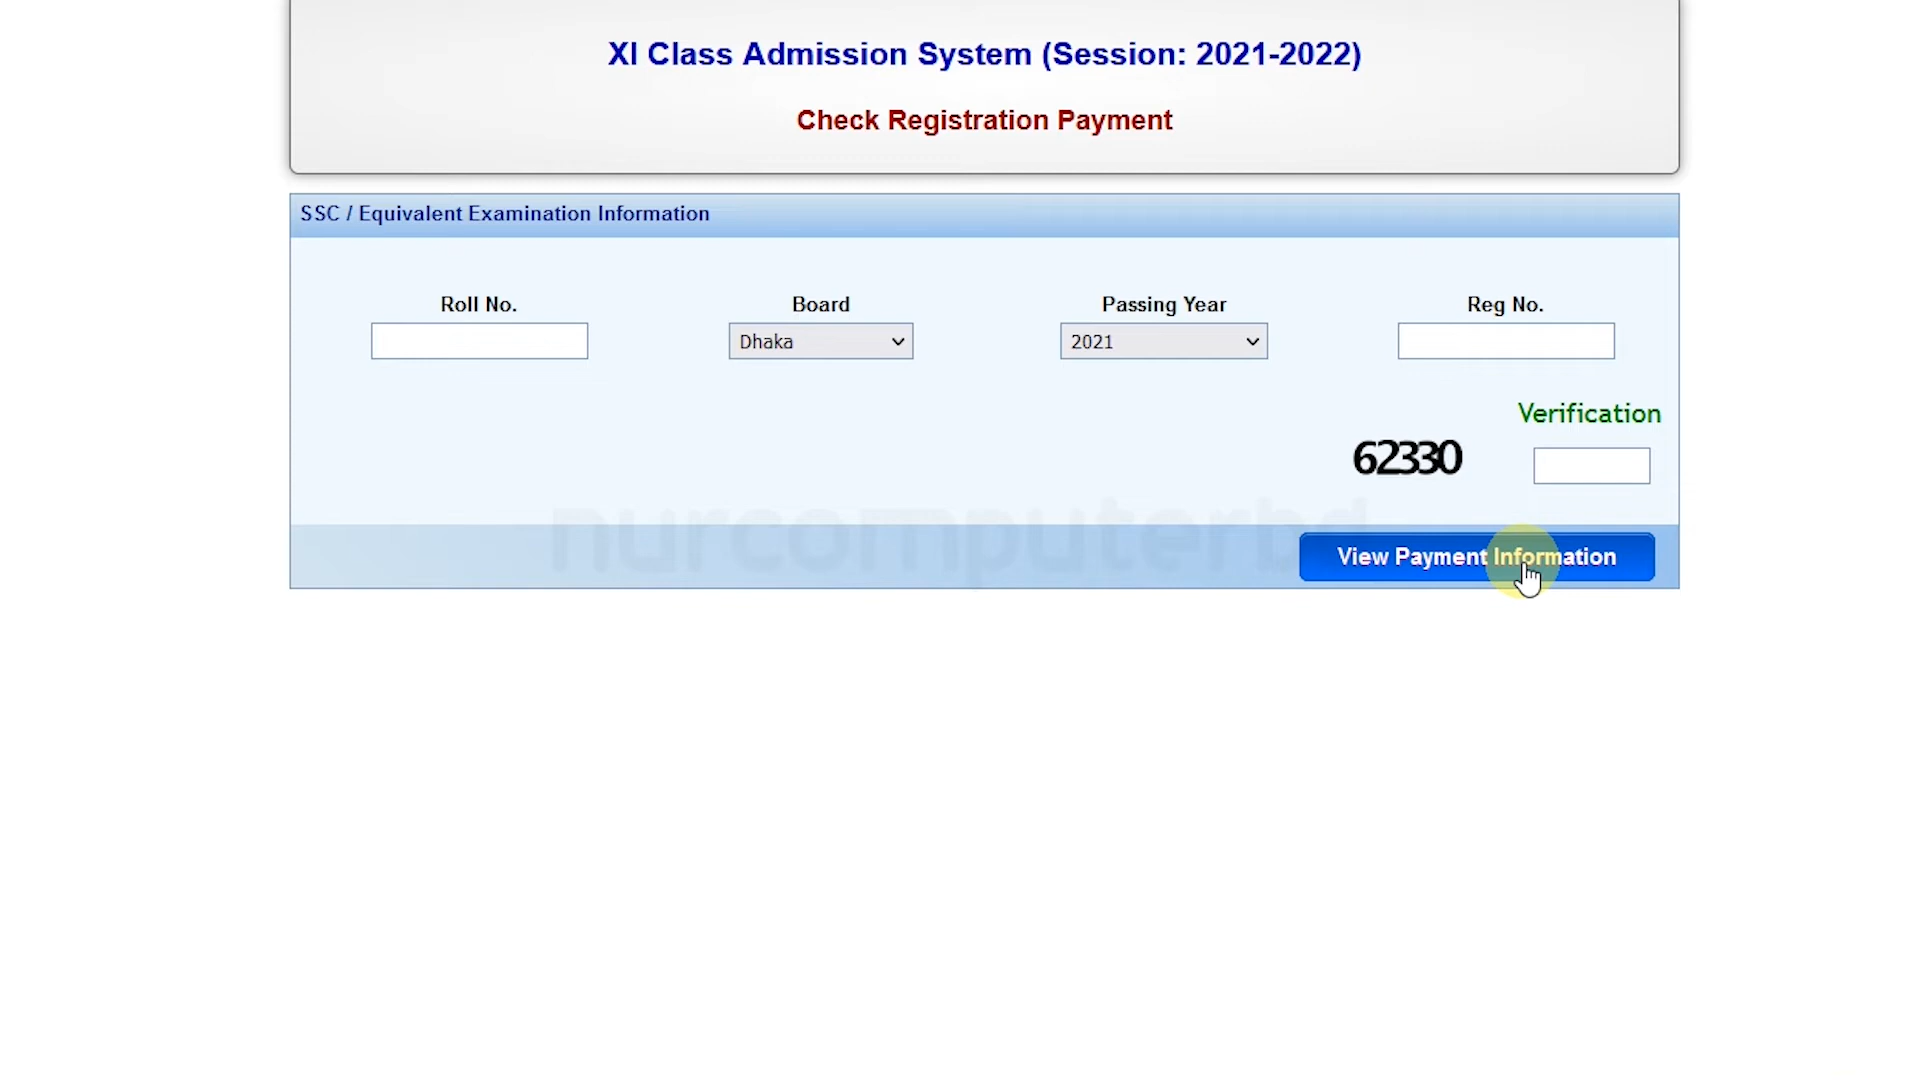 XI Class Admission System (Session: 2021-2022)
Check Registration Payment
SSC / Equivalent Examination Information
Roll No. Board Passing Year Reg No.
Dhaka 2021
Verification
62330
nurcomputerbd
View Payment Information